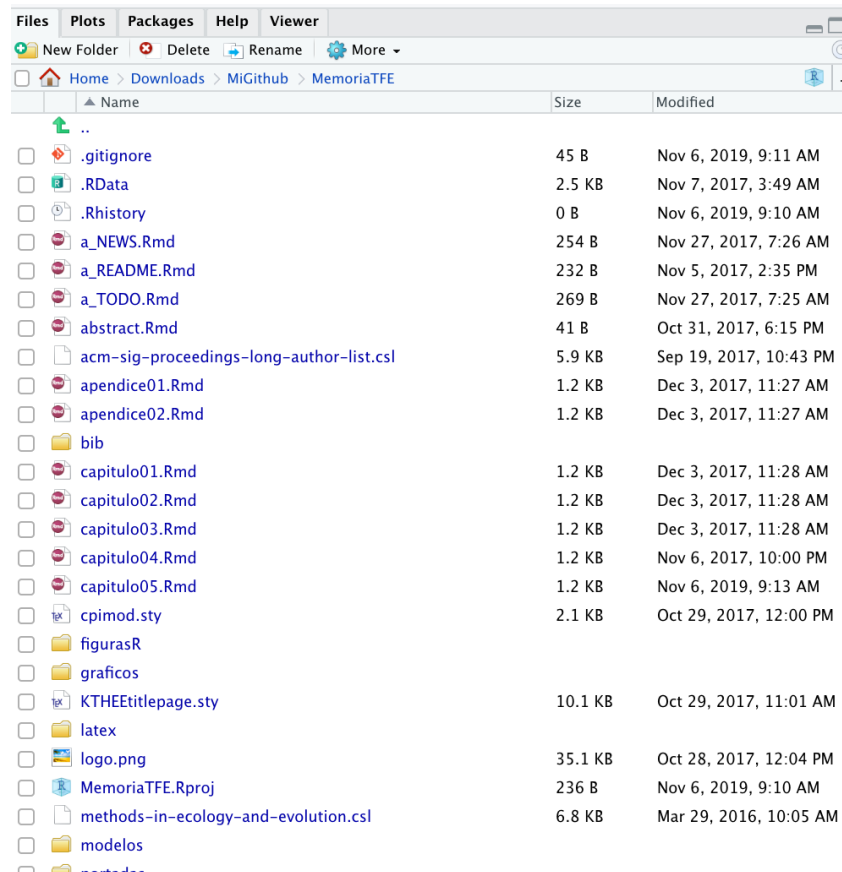 Files Plots Packages Help Viewer
New Folder Delete Rename More
Home > Downloads > MiGithub > MemoriaTFE
Name Size Modified
..
.gitignore 45 B Nov 6, 2019, 9:11 AM
.RData 2.5 KB Nov 7, 2017, 3:49 AM
.Rhistory 0 B Nov 6, 2019, 9:10 AM
a_NEWS.Rmd 254 B Nov 27, 2017, 7:26 AM
a_README.Rmd 232 B Nov 5, 2017, 2:35 PM
a_TODO.Rmd 269 B Nov 27, 2017, 7:25 AM
abstract.Rmd 41 B Oct 31, 2017, 6:15 PM
acm-sig-proceedings-long-author-list.csl 5.9 KB Sep 19, 2017, 10:43 PM
apendice01.Rmd 1.2 KB Dec 3, 2017, 11:27 AM
apendice02.Rmd 1.2 KB Dec 3, 2017, 11:27 AM
bib
capitulo01.Rmd 1.2 KB Dec 3, 2017, 11:28 AM
capitulo02.Rmd 1.2 KB Dec 3, 2017, 11:28 AM
capitulo03.Rmd 1.2 KB Dec 3, 2017, 11:28 AM
capitulo04.Rmd 1.2 KB Nov 6, 2017, 10:00 PM
capitulo05.Rmd 1.2 KB Nov 6, 2019, 9:13 AM
cpimod.sty 2.1 KB Oct 29, 2017, 12:00 PM
figurasR
graficos
KTHEEtitlepage.sty 10.1 KB Oct 29, 2017, 11:01 AM
latex
logo.png 35.1 KB Oct 28, 2017, 12:04 PM
MemoriaTFE.Rproj 236 B Nov 6, 2019, 9:10 AM
methods-in-ecology-and-evolution.csl 6.8 KB Mar 29, 2016, 10:05 AM
modelos